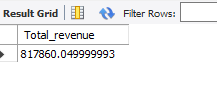 Result Grid Filter Rows:
Total_revenue
817860.049999993